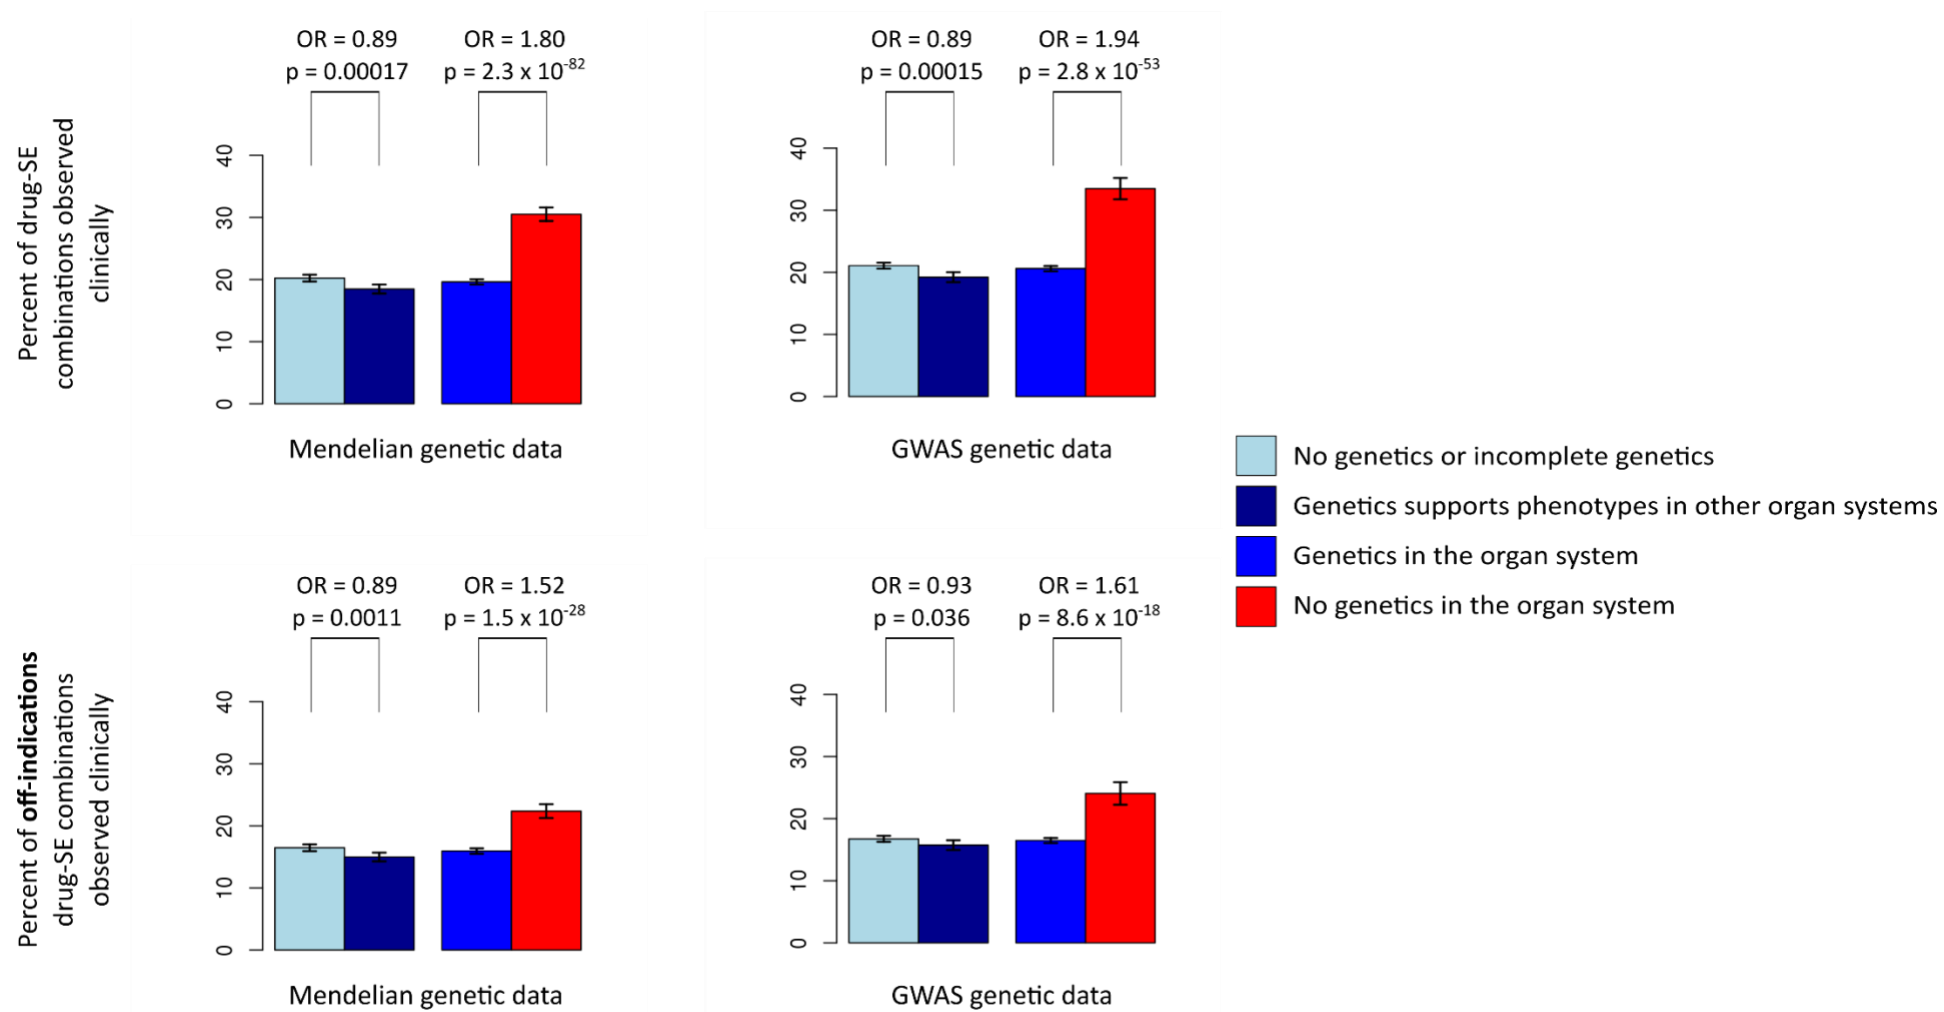 OR = 0.89
p = 0.00017
OR = 1.80
p = 2.3 x 10-82
OR = 0.89
p = 0.00015
OR = 1.94
p = 2.8 x 10-53
Percent of drug-SE
combinations observed
clinically
40
30
20
10
0
Mendelian genetic data
40
30
20
10
0
GWAS genetic data
No genetics or incomplete genetics
Genetics supports phenotypes in other organ systems
Genetics in the organ system
No genetics in the organ system
OR = 0.89
p = 0.0011
OR = 1.52
p = 1.5 x 10-28
OR = 0.93
p = 0.036
OR = 1.61
p = 8.6 x 10-18
Percent of off-indications
drug-SE combinations
observed clinically
40
30
20
10
0
Mendelian genetic data
40
30
20
10
0
GWAS genetic data